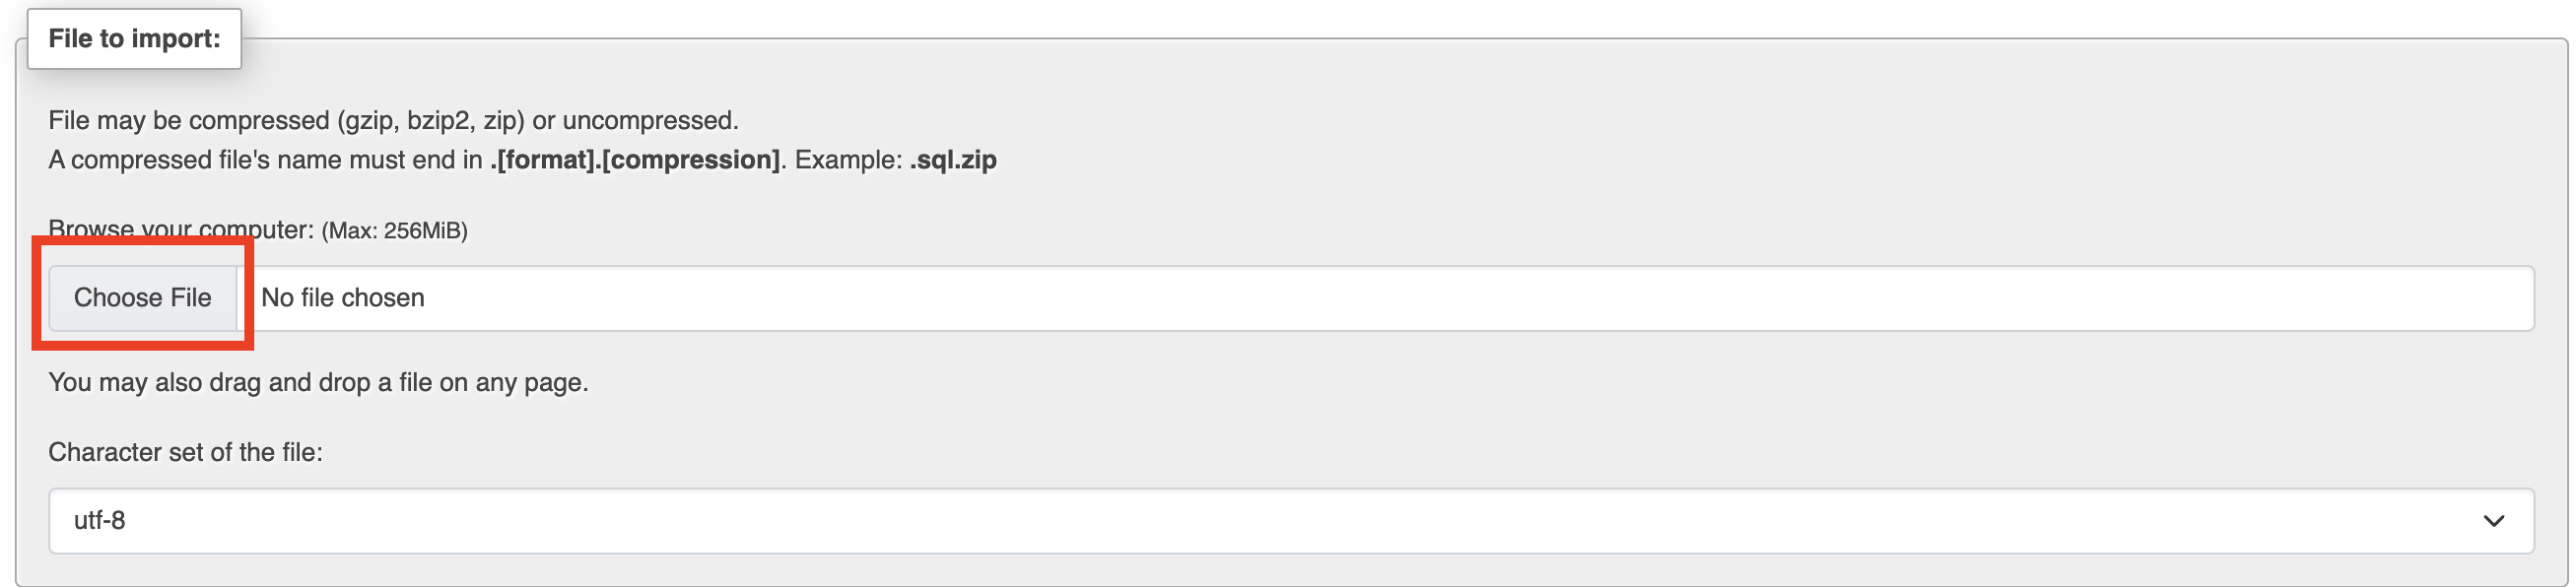 File to import:
File may be compressed (gzip, bzip2, zip) or uncompressed.
A compressed file's name must end in .[format].[compression]. Example: .sql.zip
Browse your computer: (Max: 256MiB)
Choose File No file chosen
You may also drag and drop a file on any page.
Character set of the file:
utf-8